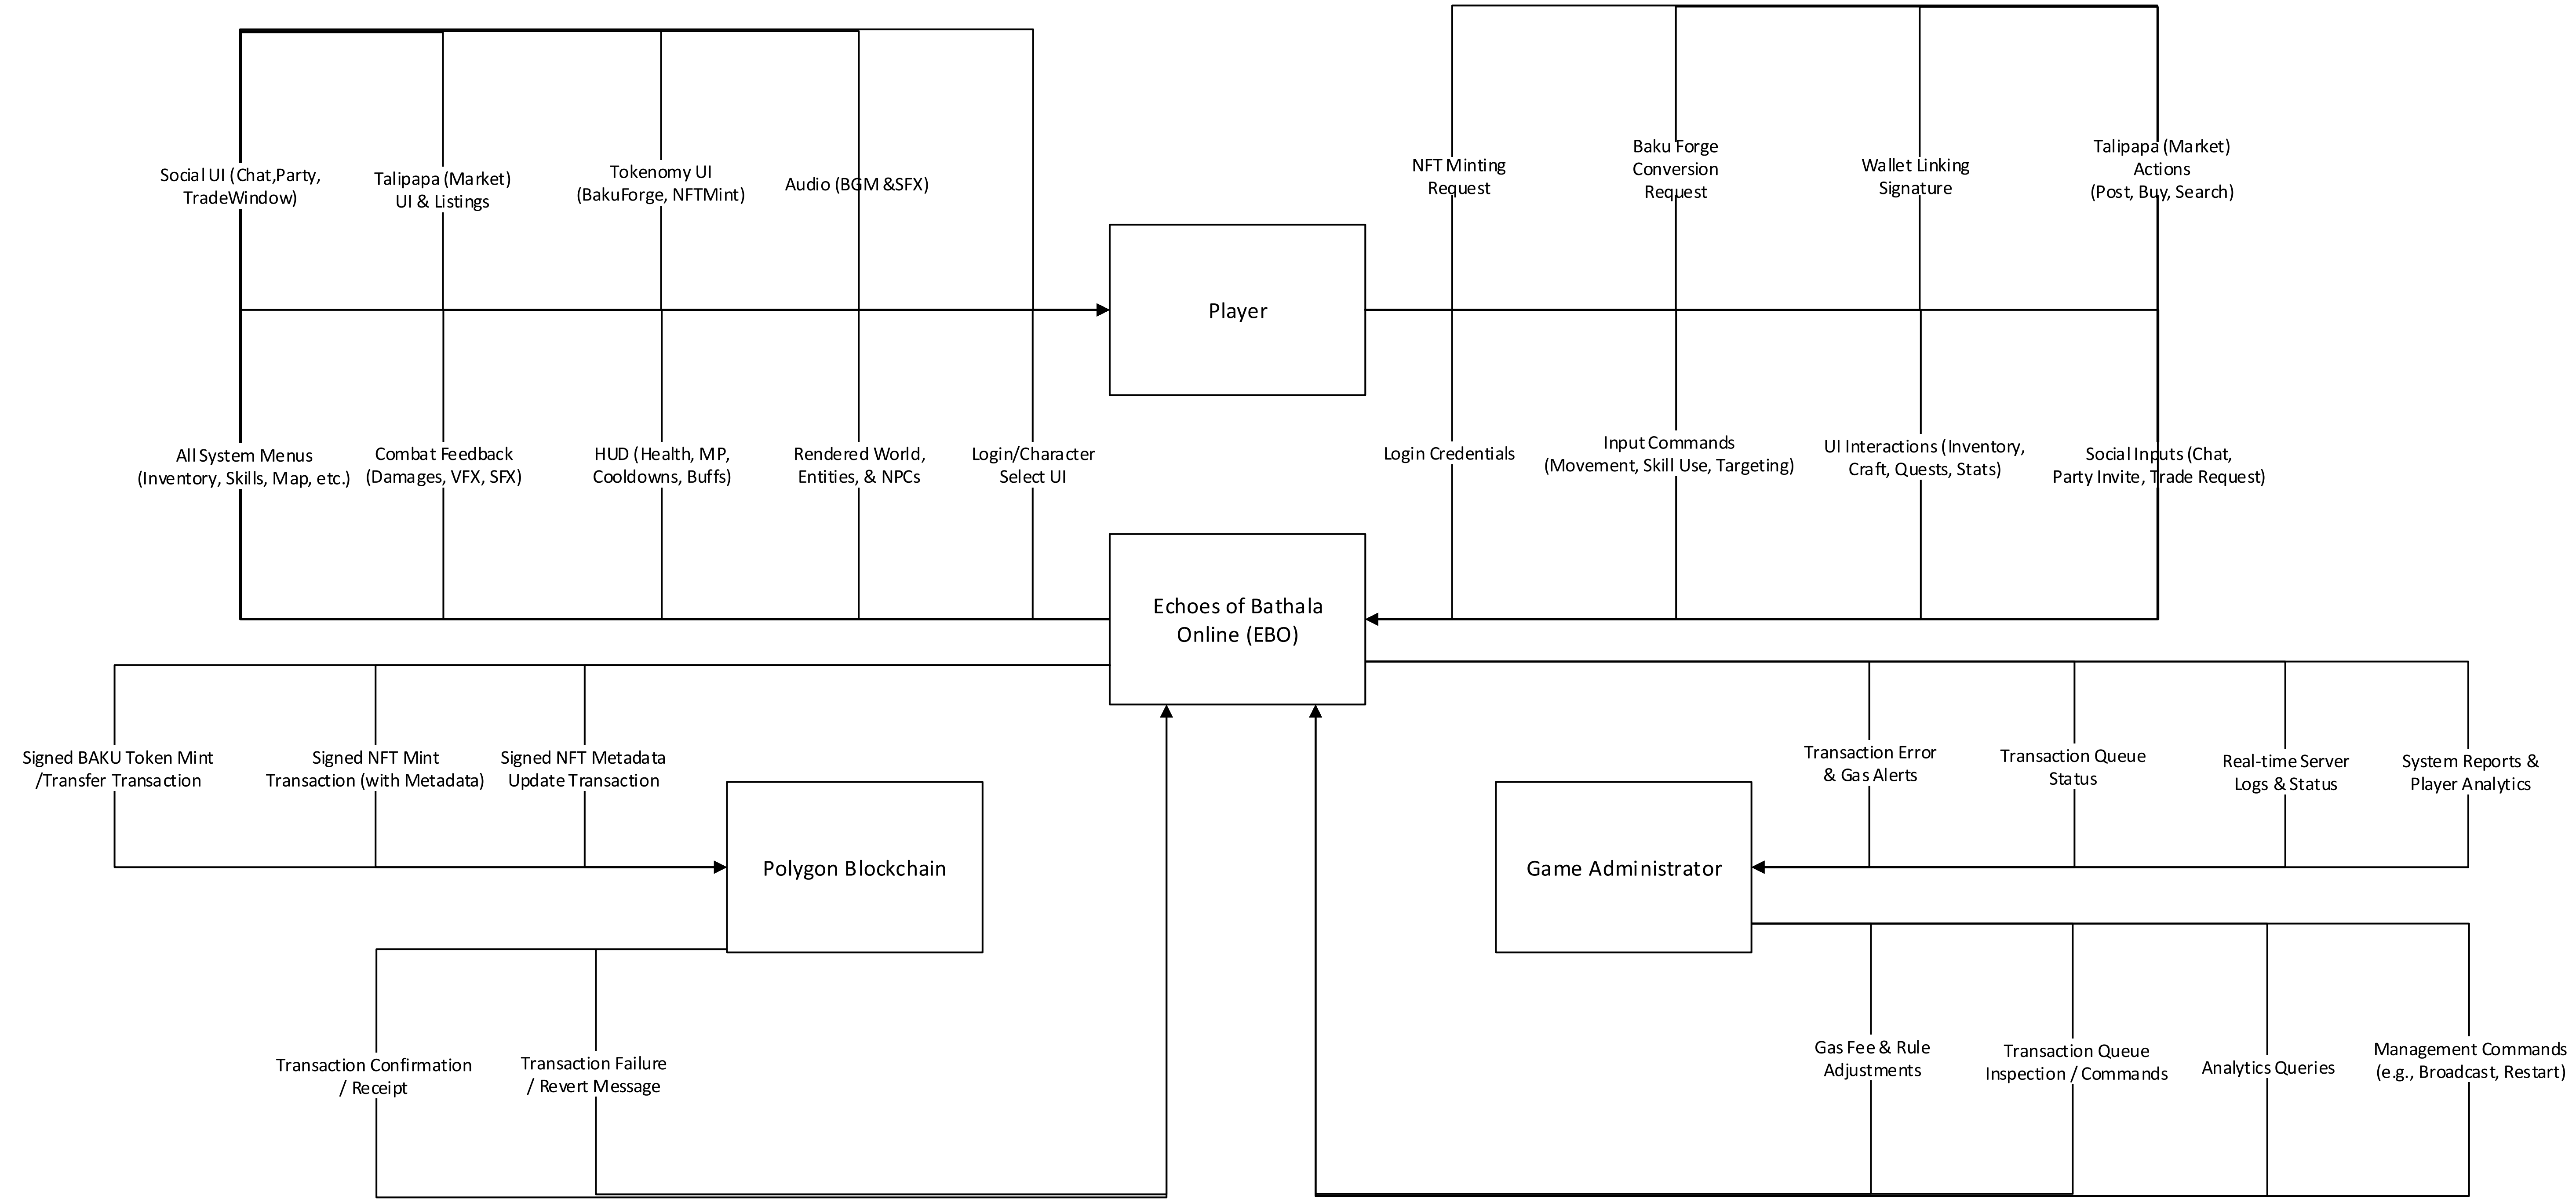 Social UI (Chat,Party,
TradeWindow)
Talipapa (Market)
UI & Listings
Tokenomy UI
(BakuForge, NFTMint)
Audio (BGM &SFX)
NFT Minting
Request
Baku Forge
Conversion
Request
Wallet Linking
Signature
Talipapa (Market)
Actions
(Post, Buy, Search)
Player
All System Menus
(Inventory, Skills, Map, etc.)
Combat Feedback
(Damages, VFX, SFX)
HUD (Health, MP,
Cooldowns, Buffs)
Rendered World,
Entities, & NPCs
Login/Character
Select UI
Login Credentials
Input Commands
(Movement, Skill Use, Targeting)
UI Interactions (Inventory,
Craft, Quests, Stats)
Social Inputs (Chat,
Party Invite, Trade Request)
Echoes of Bathala
Online (EBO)
Signed BAKU Token Mint
/Transfer Transaction
Signed NFT Mint
Transaction (with Metadata)
Signed NFT Metadata
Update Transaction
Transaction Error
& Gas Alerts
Transaction Queue
Status
Real-time Server
Logs & Status
System Reports &
Player Analytics
Polygon Blockchain
Game Administrator
Transaction Confirmation
/ Receipt
Transaction Failure
/ Revert Message
Gas Fee & Rule
Adjustments
Transaction Queue
Inspection / Commands
Analytics Queries
Management Commands
(e.g., Broadcast, Restart)